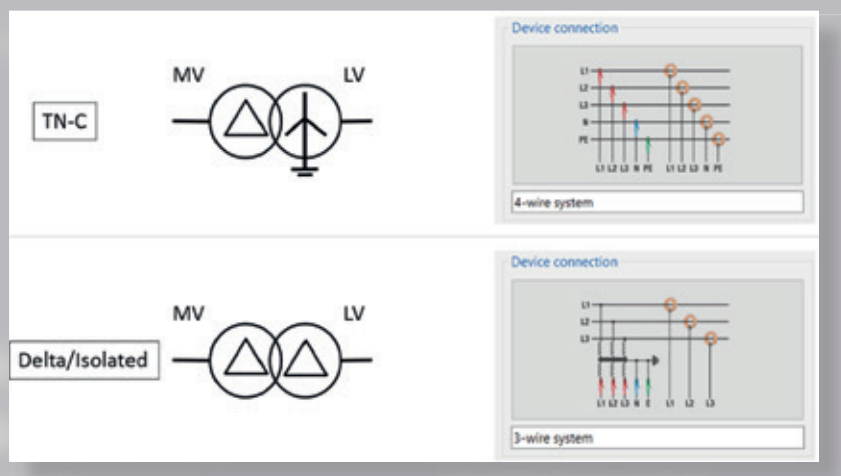 Device connection
MV
LV
TN-C
L1
L2
L3
N
PE
L1 L2 L3 N PE L1 L2 L3 N PE
4-wire system
Device connection
MV
LV
Delta/Isolated
L1
L2
L3
L1 L2 L3 N E L1 L2 L3
3-wire system